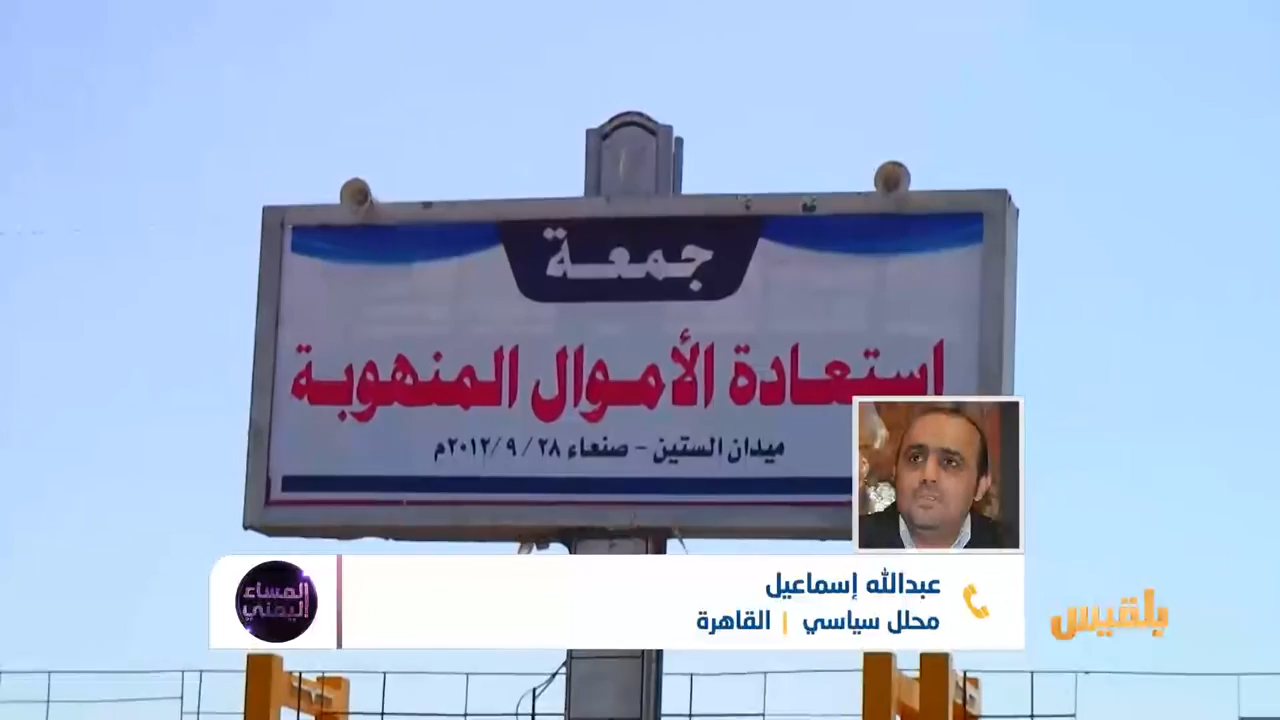 جمعة
استعادة الأموال المنهوبة
ميدان الستين - صنعاء ٢٨ / ٩ /٢٠١٢م
عبدالله إسماعيل
محلل سياسي | القاهرة
المساء
اليمني
بلقيس